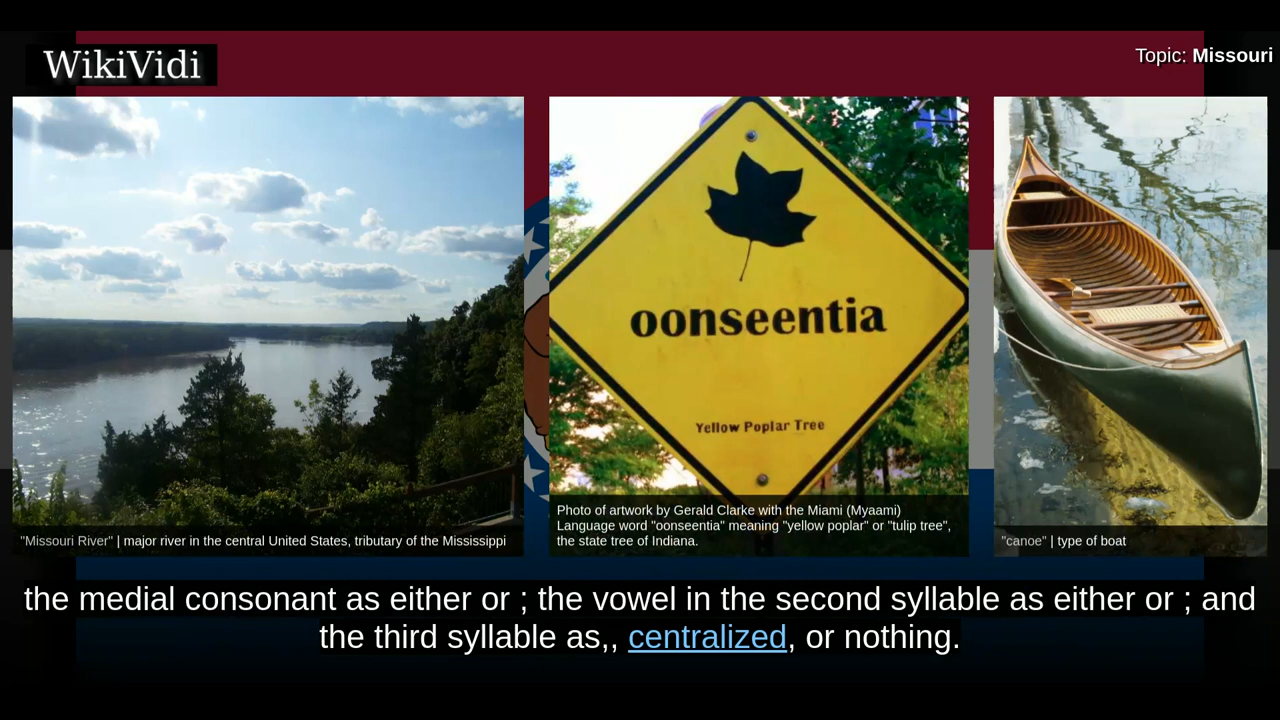 WikiVidi
Topic: Missouri
oonseentia
Yellow Poplar Tree
"Missouri River" | major river in the central United States, tributary of the Mississippi
Photo of artwork by Gerald Clarke with the Miami (Myaami)
Language word "oonseentia" meaning "yellow poplar" or "tulip tree",
the state tree of Indiana.
"canoe" | type of boat
the medial consonant as either or ; the vowel in the second syllable as either or ; and
the third syllable as,, centralized, or nothing.